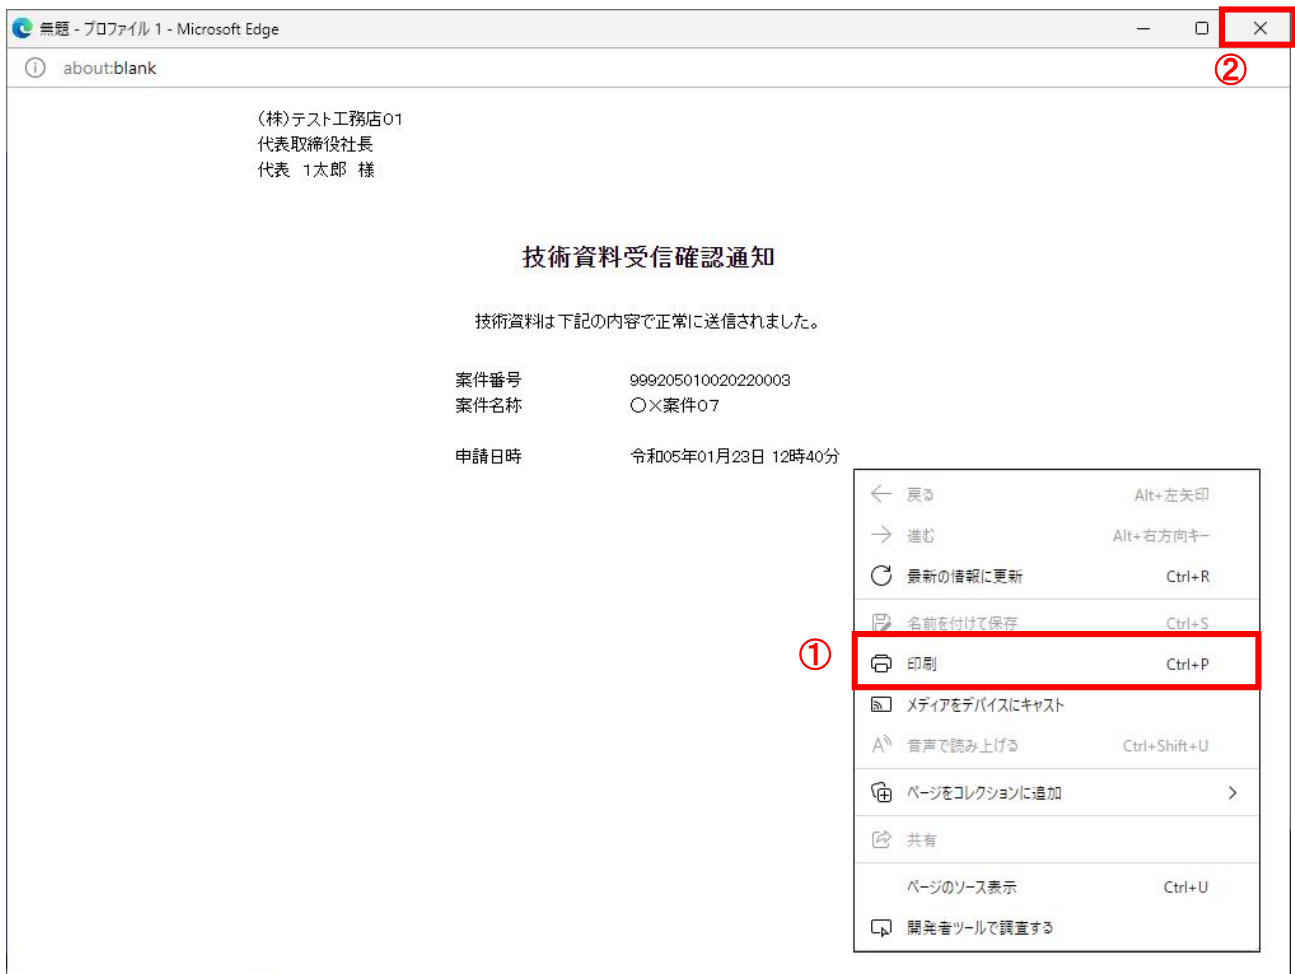 無題 - プロファイル 1 - Microsoft Edge
about:blank
②
(株)テスト工務店01
代表取締役社長
代表 1太郎 様
技術資料受信確認通知
技術資料は下記の内容で正常に送信されました。
案件番号 999205010020220003
案件名称 〇×案件07
申請日時 令和05年01月23日 12時40分
戻る Alt+左矢印
進む Alt+右方向キー
最新の情報に更新 Ctrl+R
名前を付けて保存 Ctrl+S
①
印刷 Ctrl+P
メディアをデバイスにキャスト
音声で読み上げる Ctrl+Shift+U
ページをコレクションに追加
共有
ページのソース表示 Ctrl+U
開発者ツールで調査する